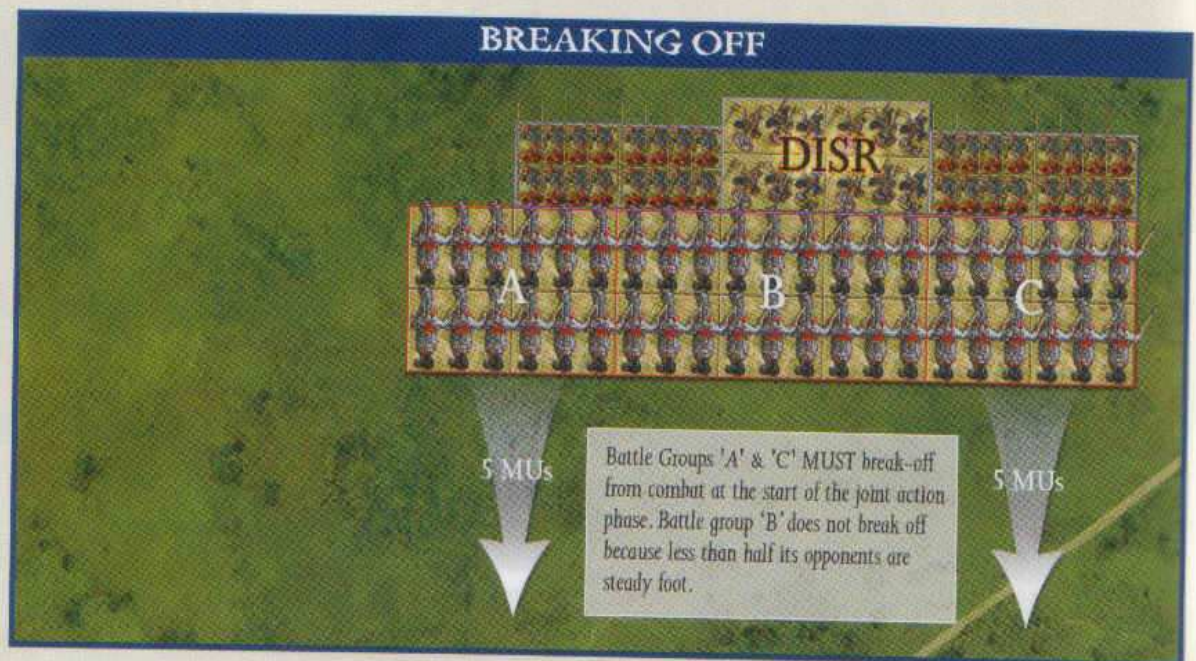 BREAKING OFF
DISR
A
B
C
5 MUs
5 MUs
Battle Groups 'A' & 'C' MUST break-off
from combat at the start of the joint action
phase. Battle group 'B' does not break off
because less than half its opponents are
steady foot.